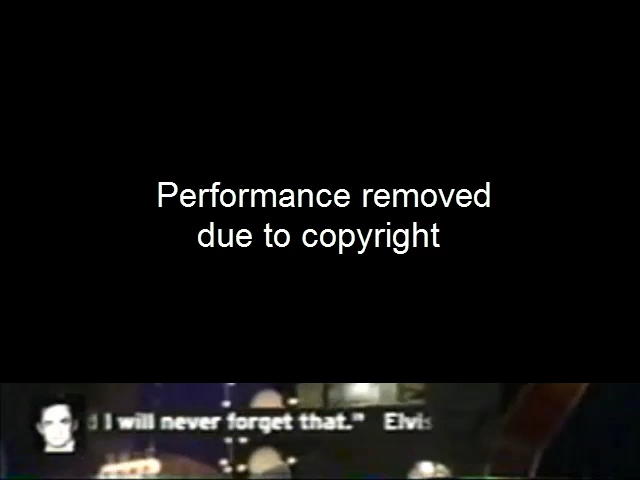 Performance removed
due to copyright
d I will never forget that." Elvis